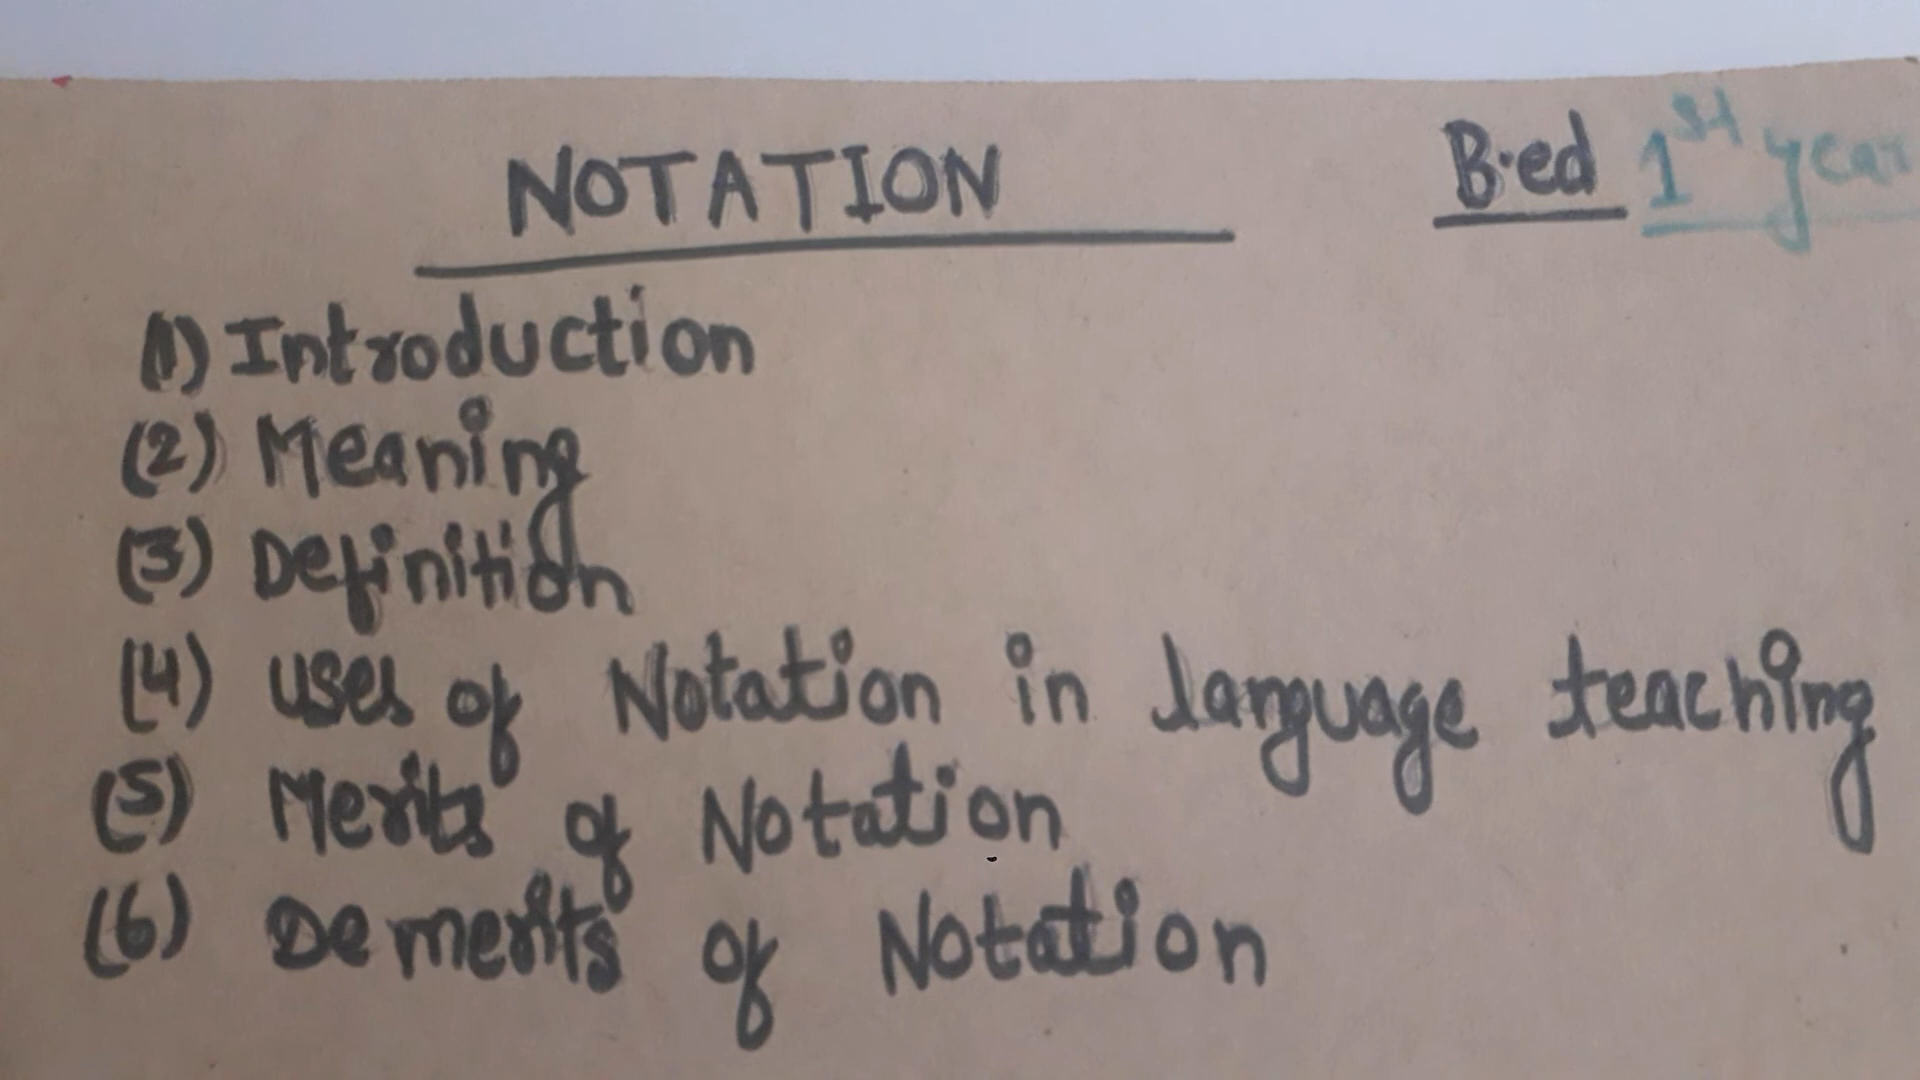 NOTATION B.ed 1st year
(1) Introduction
(2) Meaning
(3) Definition
(4) uses of Notation in language teaching
(5) Merits of Notation
(6) Demerits of Notation